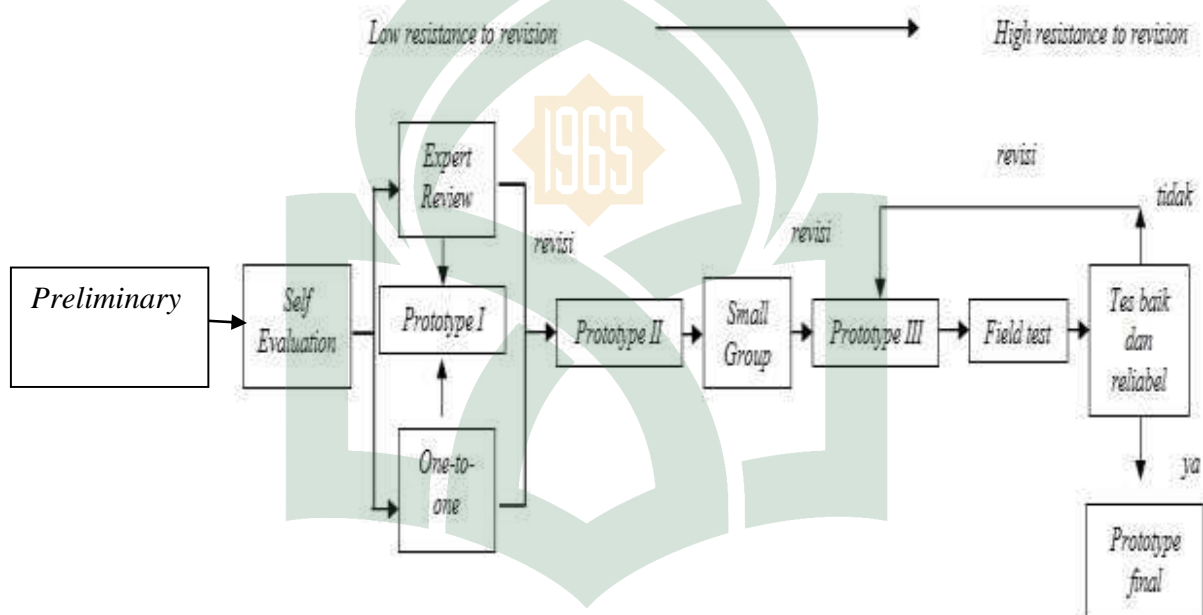 Low resistance to revision
High resistance to revision
1965
Expert
Review
revisi
tidak
revisi
revisi
Preliminary
Self
Evaluation
Prototype I
Prototype II
Small
Group
Prototype III
Field test
Tes baik
dan
reliabel
One-to-
one
ya
Prototype
final